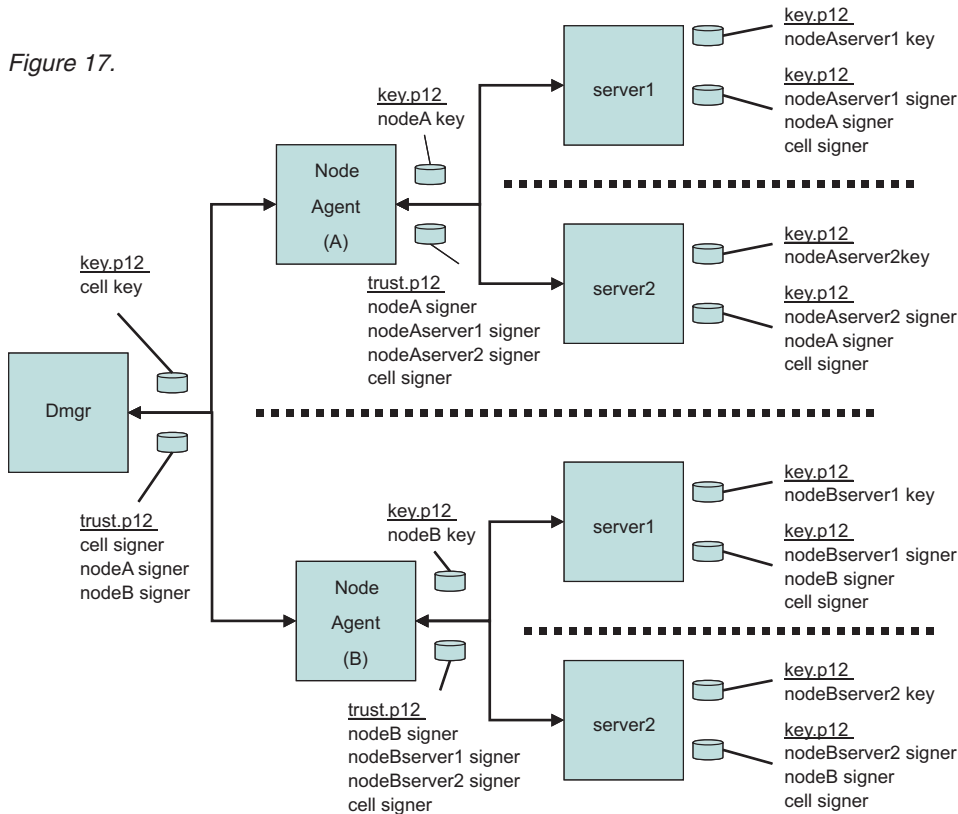 Figure 17.
key.p12
nodeAserver1 key
server1
key.p12
nodeAserver1 signer
nodeA signer
cell signer
key.p12
nodeA key
Node
Agent
(A)
trust.p12
nodeA signer
nodeAserver1 signer
nodeAserver2 signer
cell signer
key.p12
nodeAserver2key
server2
key.p12
nodeAserver2 signer
nodeA signer
cell signer
key.p12
cell key
Dmgr
trust.p12
cell signer
nodeA signer
nodeB signer
key.p12
nodeBserver1 key
server1
key.p12
nodeBserver1 signer
nodeB signer
cell signer
key.p12
nodeB key
Node
Agent
(B)
trust.p12
nodeB signer
nodeBserver1 signer
nodeBserver2 signer
cell signer
key.p12
nodeBserver2 key
server2
key.p12
nodeBserver2 signer
nodeB signer
cell signer